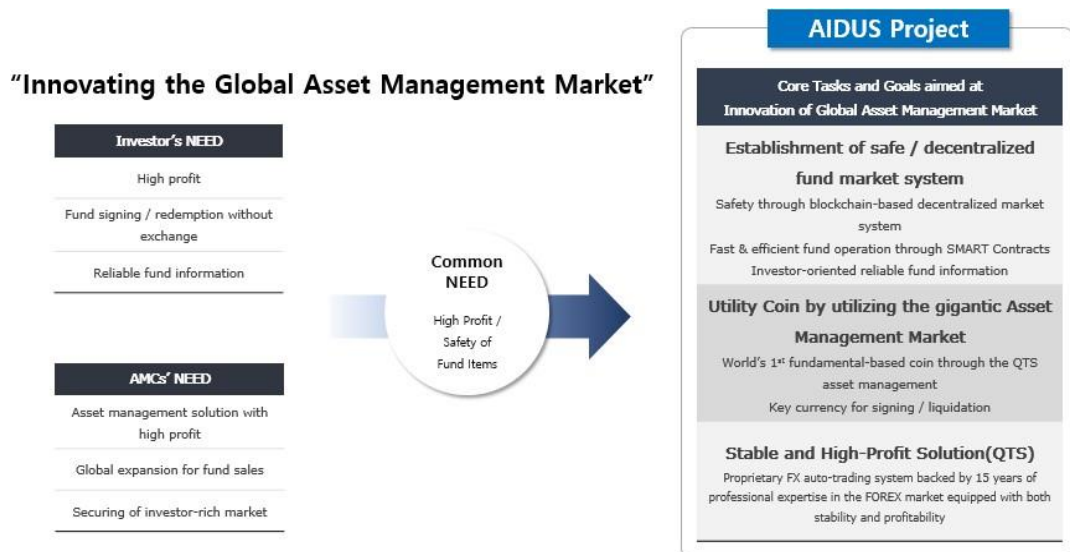 “Innovating the Global Asset Management Market”
Investor’s NEED
High profit
Fund signing / redemption without
exchange
Reliable fund information
AMCs’ NEED
Asset management solution with
high profit
Global expansion for fund sales
Securing of investor-rich market
Common
NEED
High Profit /
Safety of
Fund Items
AIDUS Project
Core Tasks and Goals aimed at
Innovation of Global Asset Management Market
Establishment of safe / decentralized
fund market system
Safety through blockchain-based decentralized market
system
Fast & efficient fund operation through SMART Contracts
Investor-oriented reliable fund information
Utility Coin by utilizing the gigantic Asset
Management Market
World’s 1st fundamental-based coin through the QTS
asset management
Key currency for signing / liquidation
Stable and High-Profit Solution(QTS)
Proprietary FX auto-trading system backed by 15 years of
professional expertise in the FOREX market equipped with both
stability and profitability